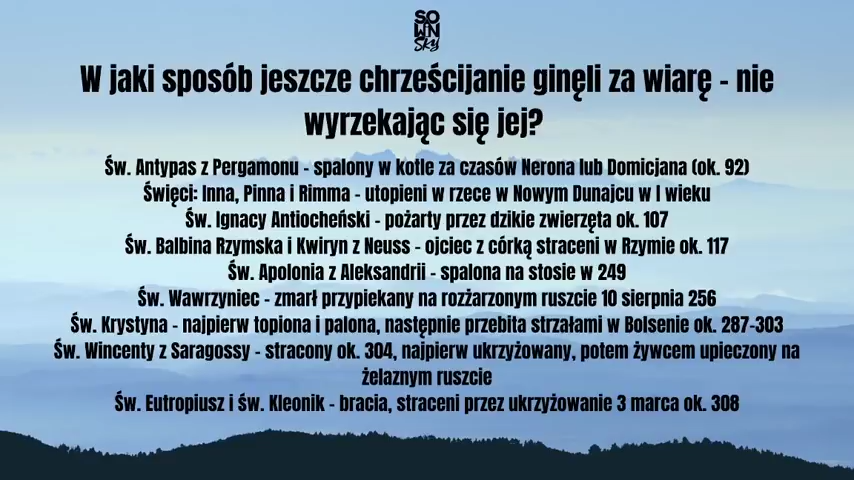 SO
WN
Sky
W jaki sposób jeszcze chrześcijanie ginęli za wiarę - nie
wyrzekając się jej?
Św. Antypas z Pergamonu - spalony w kotle za czasów Nerona lub Domicjana (ok. 92)
Święci: Inna, Pinna i Rimma - utopieni w rzece w Nowym Dunajcu w I wieku
Św. Ignacy Antiocheński - pożarty przez dzikie zwierzęta ok. 107
Św. Balbina Rzymska i Kwiryn z Neuss - ojciec z córką straceni w Rzymie ok. 117
Św. Apolonia z Aleksandrii - spalona na stosie w 249
Św. Wawrzyniec - zmarł przypiekany na rozżarzonym ruszcie 10 sierpnia 256
Św. Krystyna - najpierw topiona i palona, następnie przebita strzałami w Bolsenie ok. 287-303
Św. Wincenty z Saragossy - stracony ok. 304, najpierw ukrzyżowany, potem żywcem upieczony na
żelaznym ruszcie
Św. Eutropiusz i św. Kleonik - bracia, straceni przez ukrzyżowanie 3 marca ok. 308